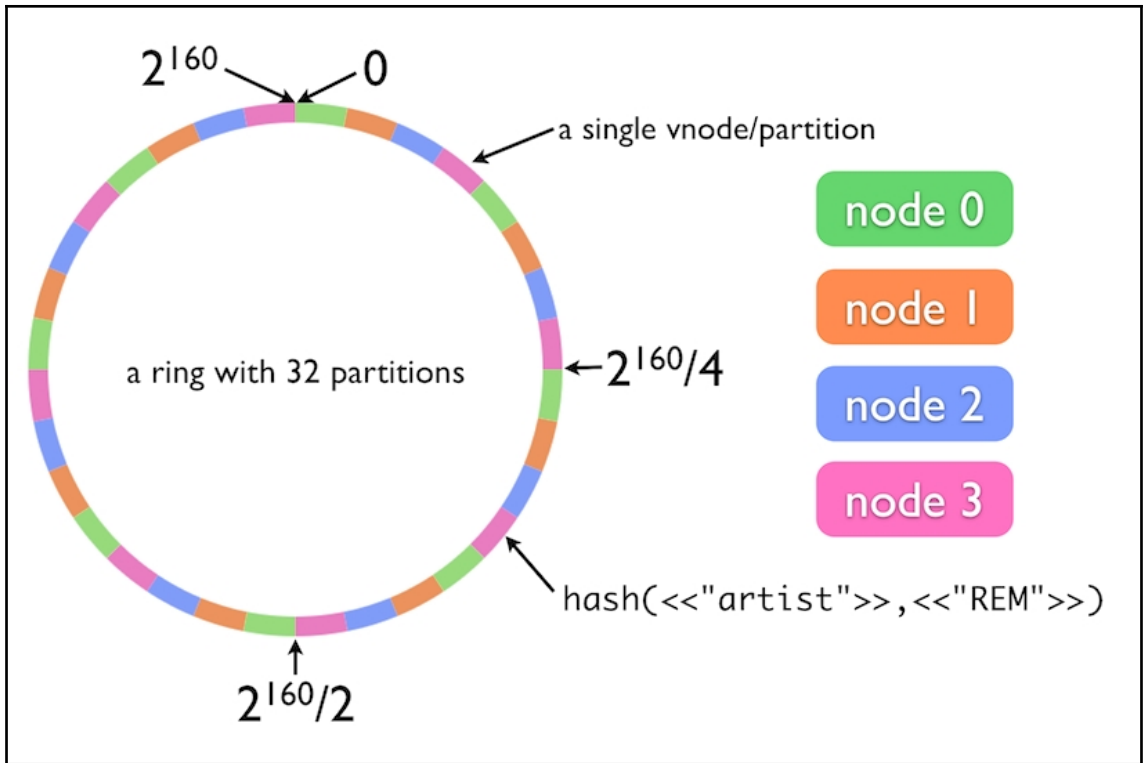 2¹⁶⁰
0
a single vnode/partition
node 0
node 1
node 2
a ring with 32 partitions
2¹⁶⁰/4
node 3
hash(<<"artist">>,<<"REM">>)
2¹⁶⁰/2